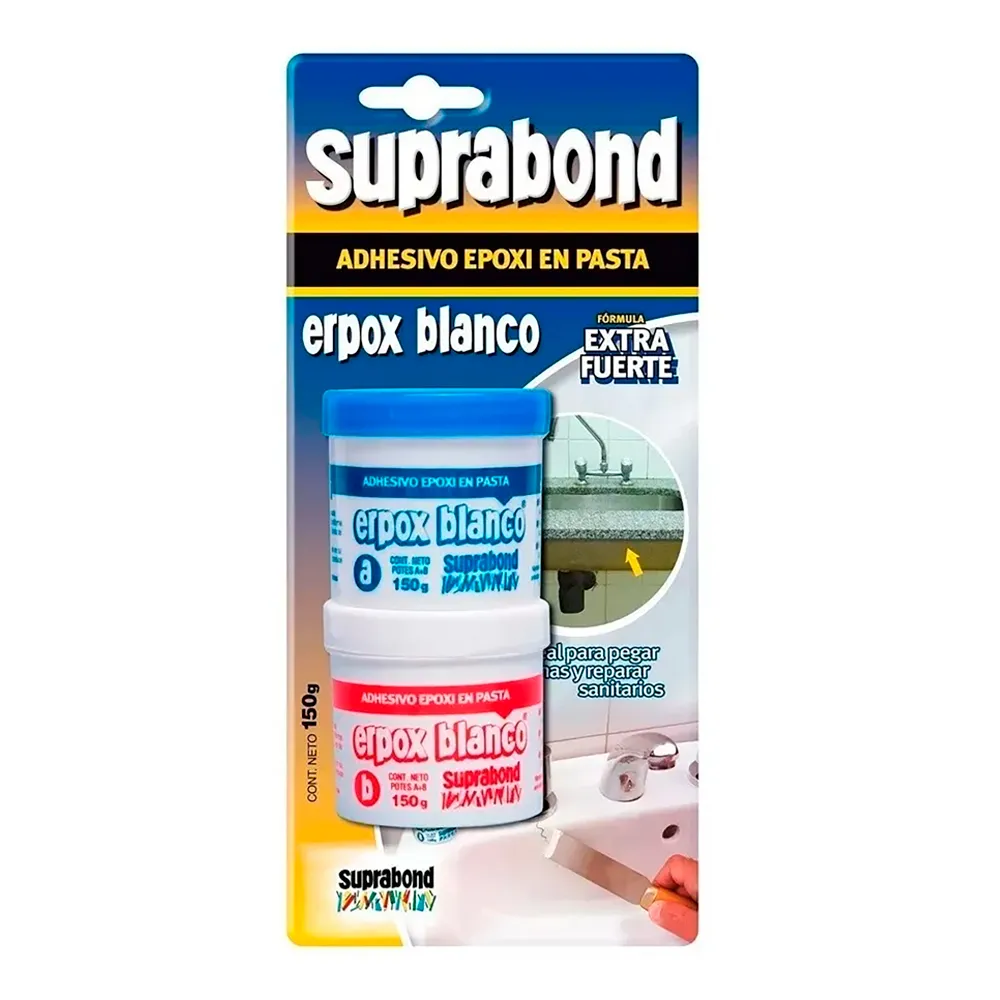 suprabond
ADHESIVO EPOXI EN PASTA
erpox blanco
FÓRMULA
EXTRA
FUERTE
ADHESIVO EPOXI EN PASTA
erpox blanco
a
CONT. NETO
POTES A+B
150g
suprabond
para pegar
y reparar
sanitarios
ADHESIVO EPOXI EN PASTA
erpox blanco
b
CONT. NETO
POTES A+B
150g
suprabond
CONT. NETO 150g
suprabond